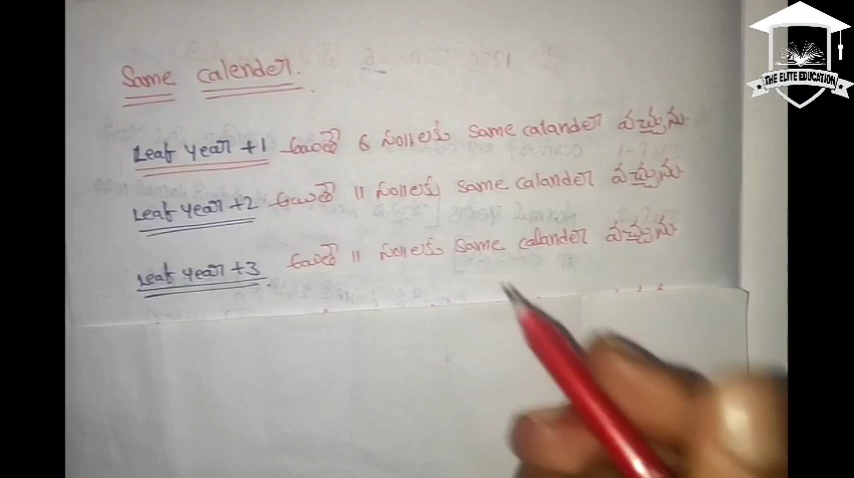 THE ELITE EDUCATION
Same calender.
Leaf Year +1 అయితే 6 సం॥లకు same calander వచ్చును.
Leaf Year +2 అయితే 11 సం॥లకు same calander వచ్చును
Leaf Year +3 అయితే 11 సం॥లకు same calander వచ్చును